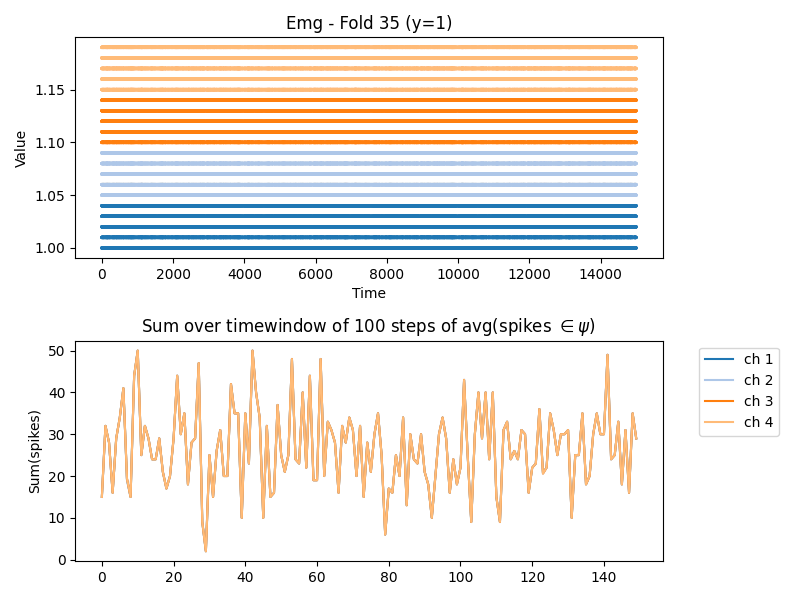 Emg - Fold 35 (y=1)
Value
1.15
1.10
1.05
1.00
0 2000 4000 6000 8000 10000 12000 14000
Time
Sum over timewindow of 100 steps of avg(spikes ∈ψ)
Sum(spikes)
50
40
30
20
10
0
0 20 40 60 80 100 120 140
ch 1
ch 2
ch 3
ch 4